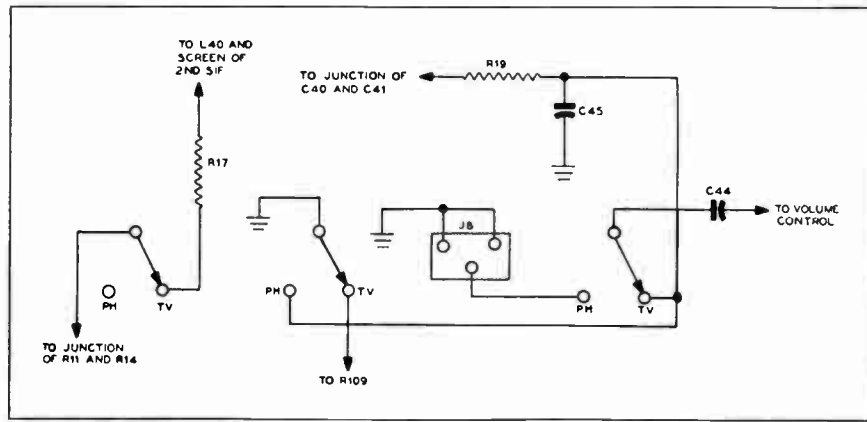 TO L40 AND
SCREEN OF
2ND SIF
R17
PH
TV
TO JUNCTION
OF R11 AND R14
TO JUNCTION OF
C40 AND C41
R19
C45
PH
TV
TO R109
J8
C44
TO VOLUME
CONTROL
PH
TV